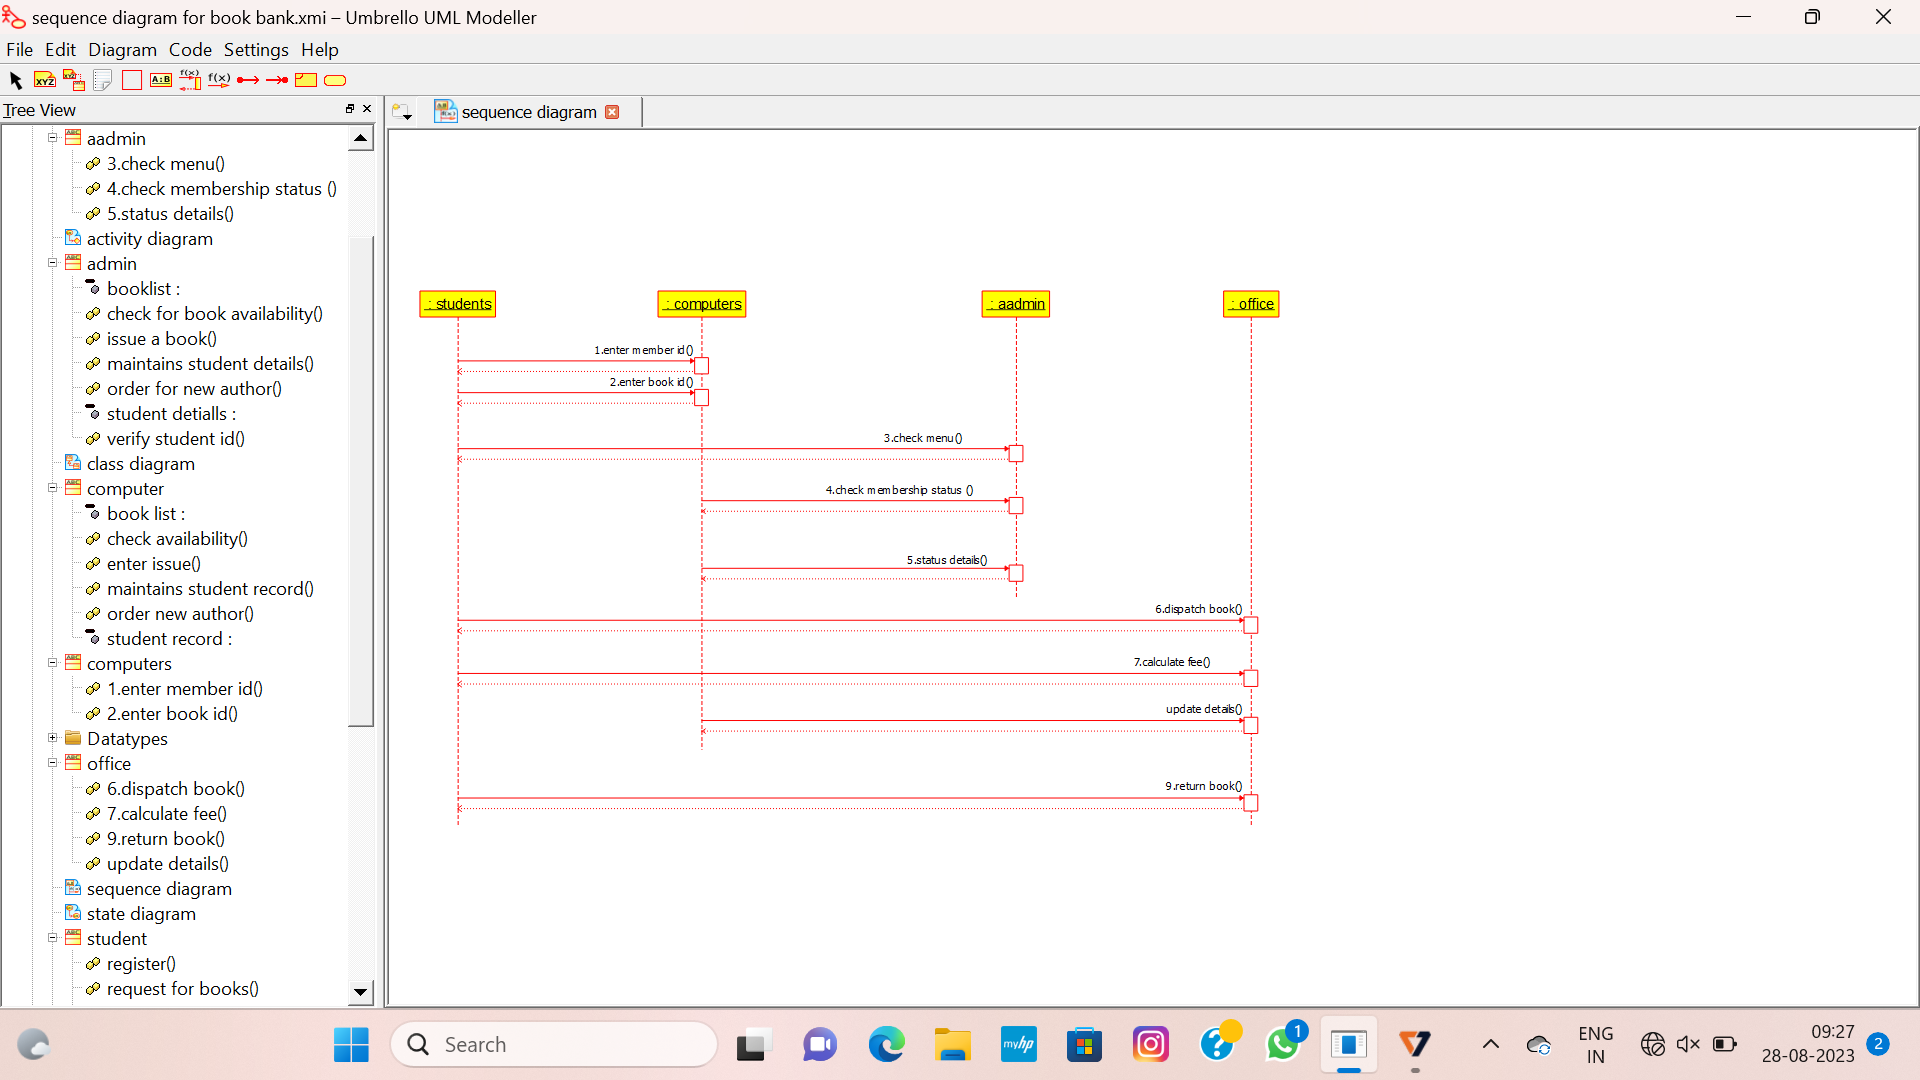 sequence diagram for book bank.xmi – Umbrello UML Modeller
File Edit Diagram Code Settings Help
XYZ XYZ A:B f(x) f(x)
Tree View
sequence diagram
aadmin
3.check menu()
4.check membership status ()
5.status details()
activity diagram
admin
booklist :
check for book availability()
issue a book()
maintains student details()
order for new author()
student detialls :
verify student id()
class diagram
computer
book list :
check availability()
enter issue()
maintains student record()
order new author()
student record :
computers
1.enter member id()
2.enter book id()
Datatypes
office
6.dispatch book()
7.calculate fee()
9.return book()
update details()
sequence diagram
state diagram
student
register()
request for books()
: students
: computers
: aadmin
: office
1.enter member id()
2.enter book id()
3.check menu()
4.check membership status ()
5.status details()
6.dispatch book()
7.calculate fee()
update details()
9.return book()
Search
myhp
1
ENG
IN
09:27
28-08-2023
2